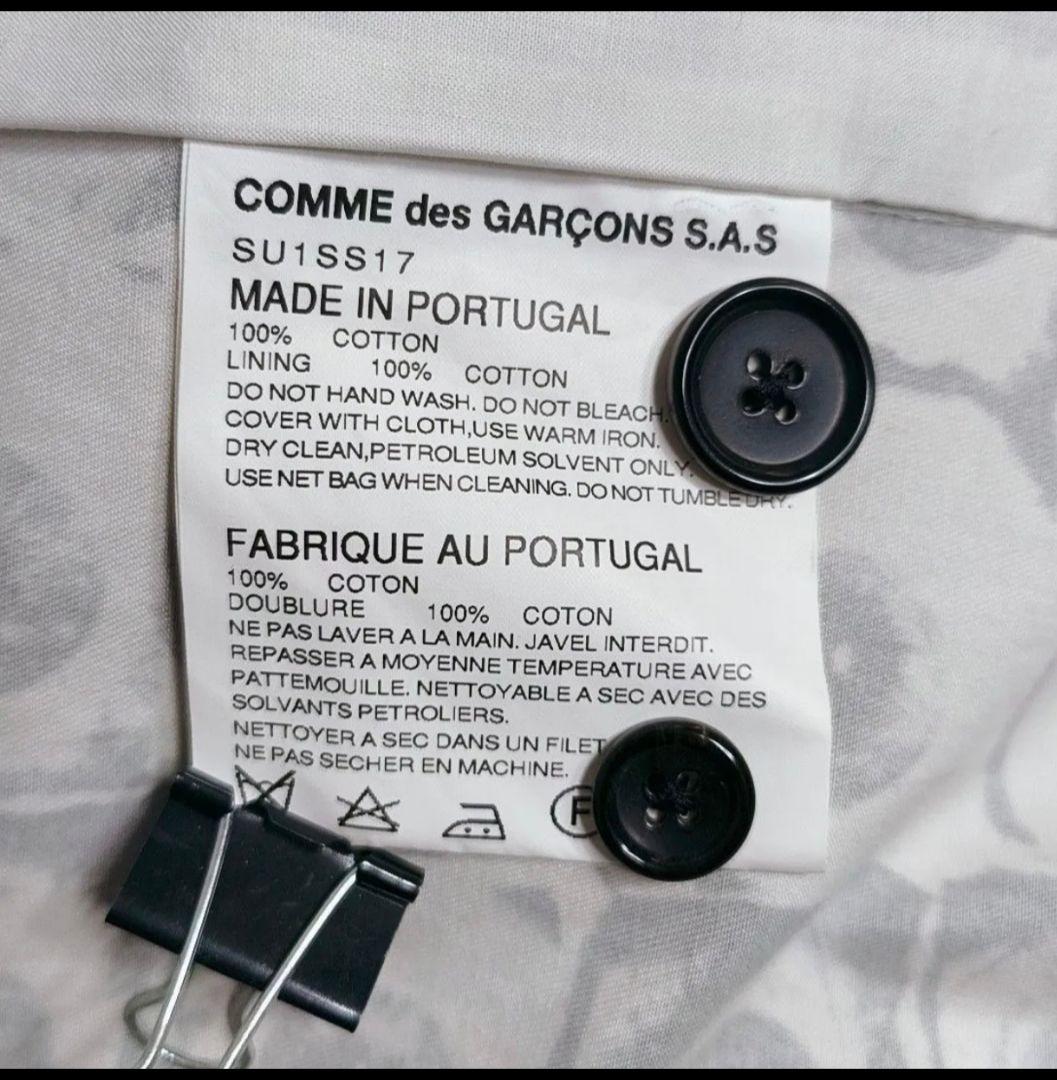 COMME des GARÇONS S.A.S
SU1SS17
MADE IN PORTUGAL
100% COTTON
LINING 100% COTTON
DO NOT HAND WASH. DO NOT BLEACH.
COVER WITH CLOTH,USE WARM IRON.
DRY CLEAN,PETROLEUM SOLVENT ONLY.
USE NET BAG WHEN CLEANING. DO NOT TUMBLE DRY.
FABRIQUE AU PORTUGAL
100% COTON
DOUBLURE 100% COTON
NE PAS LAVER A LA MAIN. JAVEL INTERDIT.
REPASSER A MOYENNE TEMPERATURE AVEC
PATTEMOUILLE. NETTOYABLE A SEC AVEC DES
SOLVANTS PETROLIERS.
NETTOYER A SEC DANS UN FILET
NE PAS SECHER EN MACHINE.
F